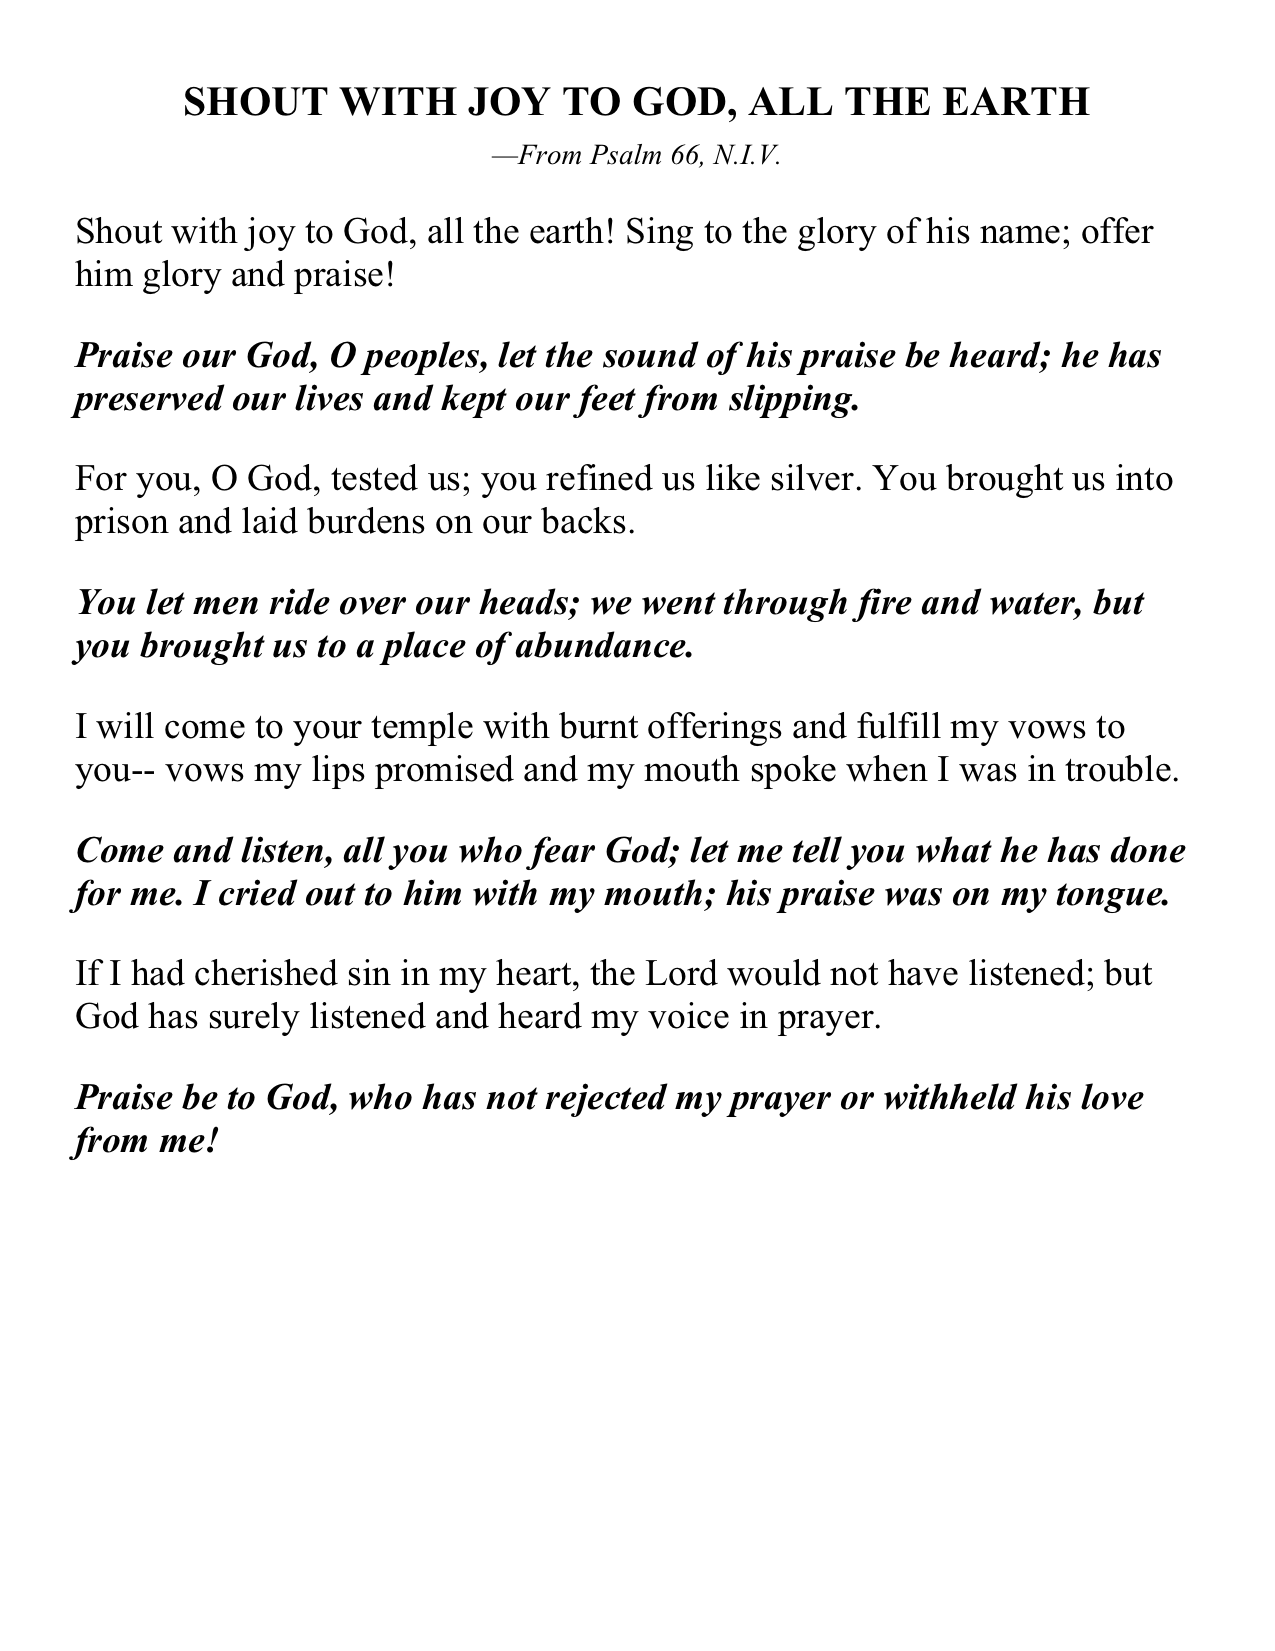 SHOUT WITH JOY TO GOD, ALL THE EARTH
—From Psalm 66, N.I.V.
Shout with joy to God, all the earth! Sing to the glory of his name; offer
him glory and praise!
Praise our God, O peoples, let the sound of his praise be heard; he has
preserved our lives and kept our feet from slipping.
For you, O God, tested us; you refined us like silver. You brought us into
prison and laid burdens on our backs.
You let men ride over our heads; we went through fire and water, but
you brought us to a place of abundance.
I will come to your temple with burnt offerings and fulfill my vows to
you-- vows my lips promised and my mouth spoke when I was in trouble.
Come and listen, all you who fear God; let me tell you what he has done
for me. I cried out to him with my mouth; his praise was on my tongue.
If I had cherished sin in my heart, the Lord would not have listened; but
God has surely listened and heard my voice in prayer.
Praise be to God, who has not rejected my prayer or withheld his love
from me!